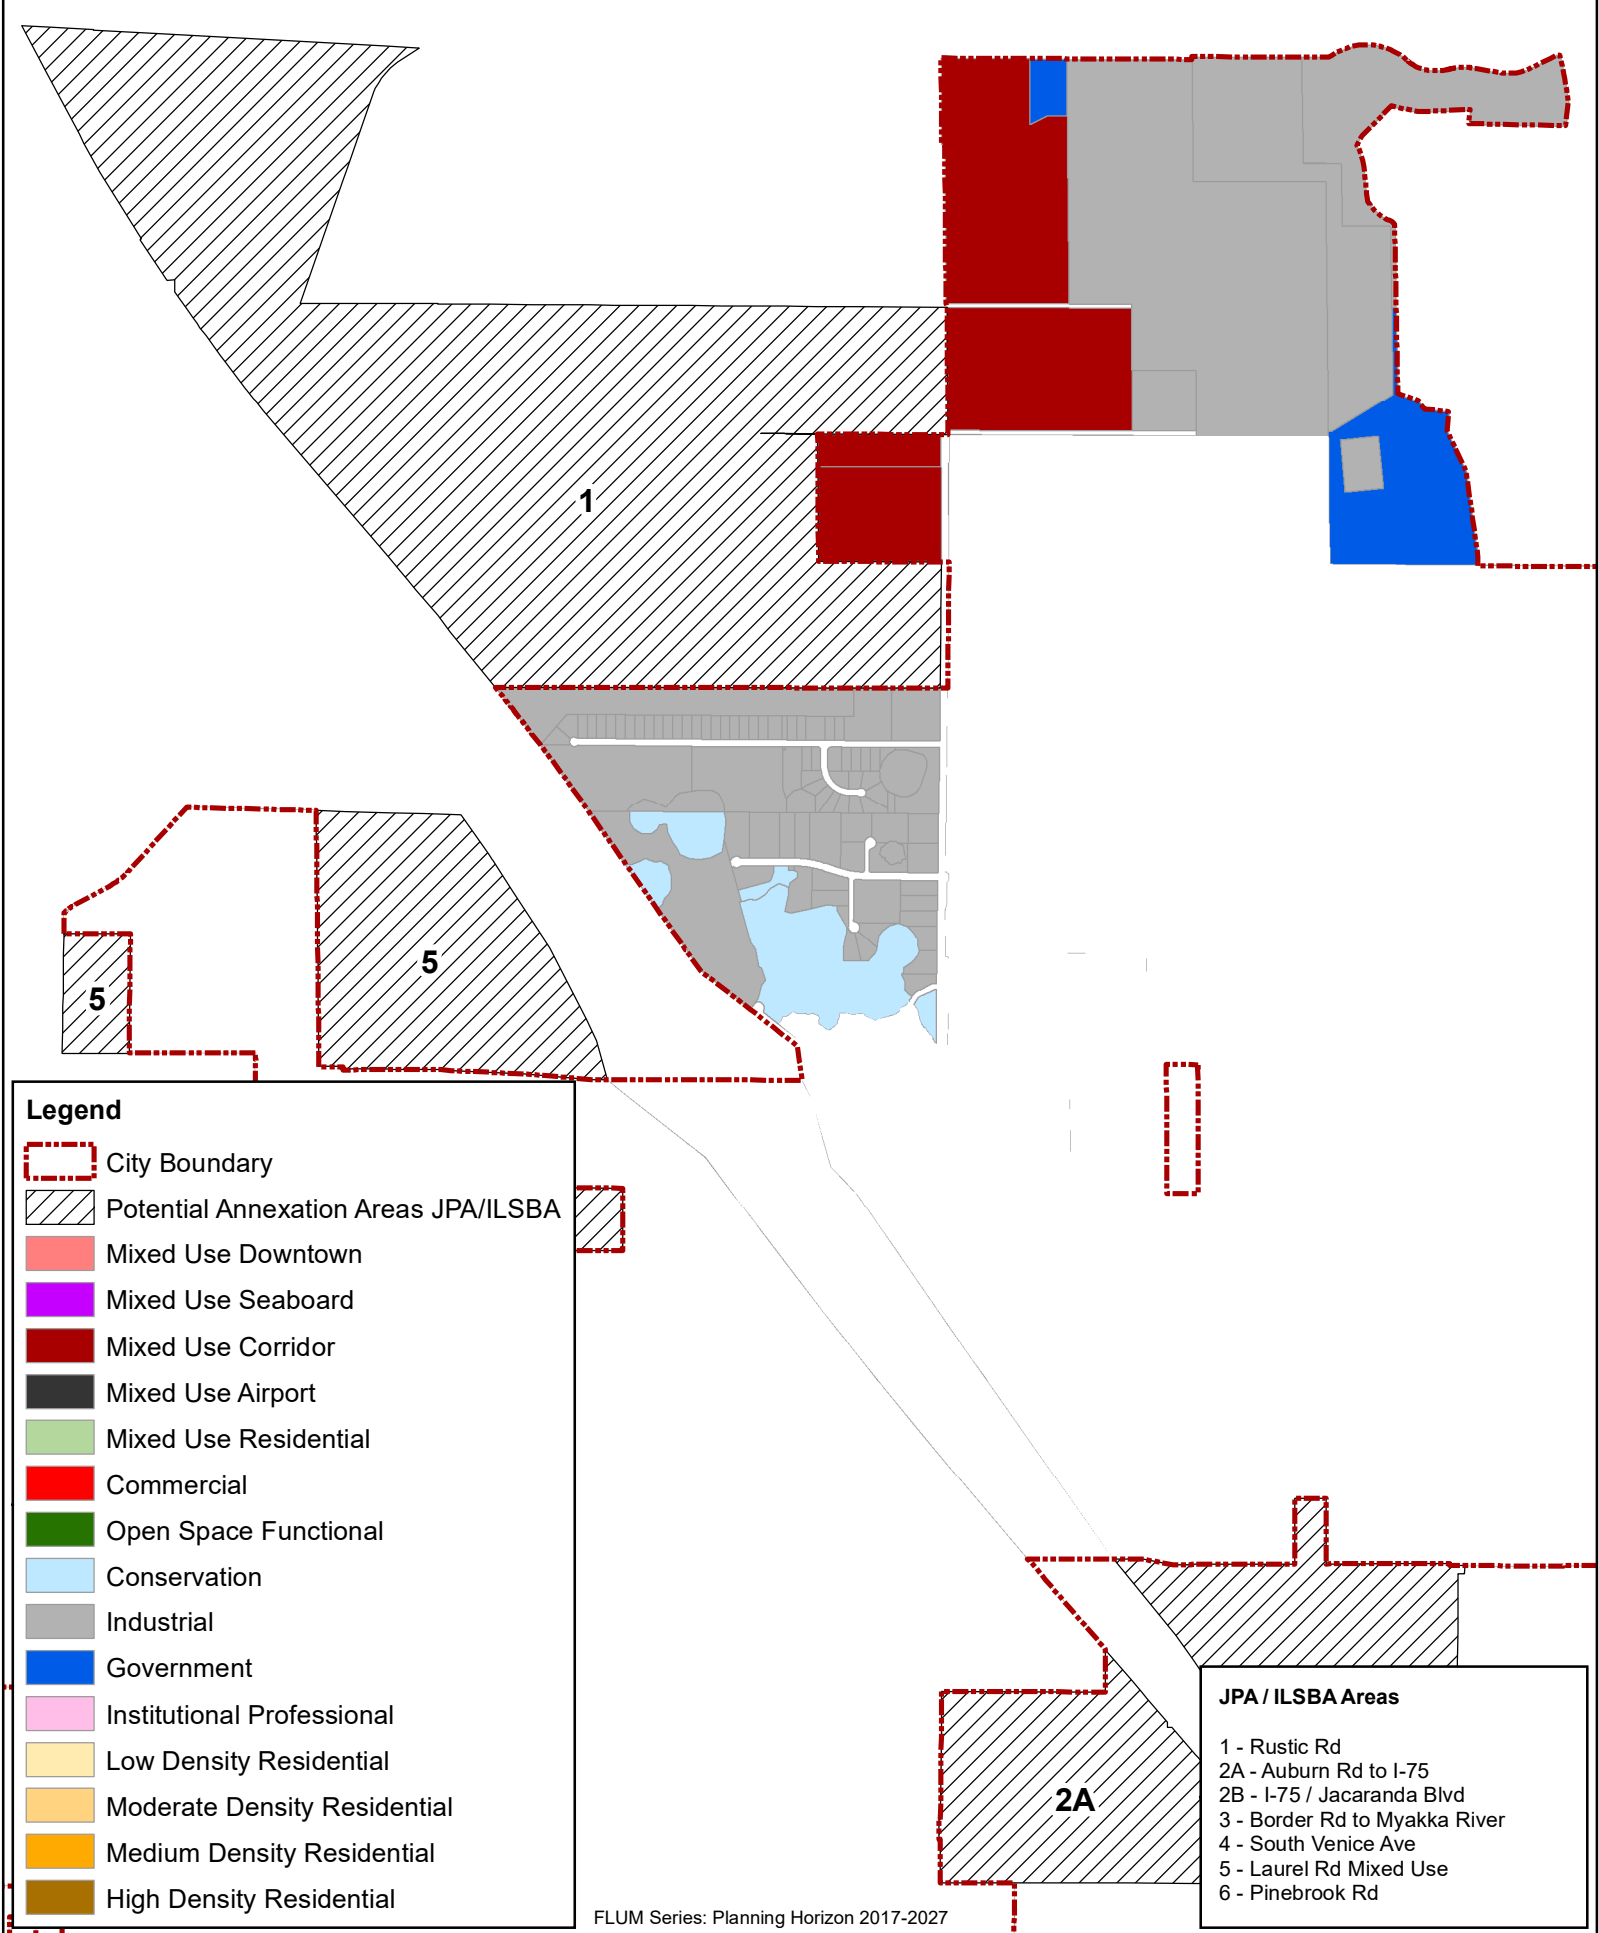 1
5
5
Legend
City Boundary
Potential Annexation Areas JPA/ILSBA
Mixed Use Downtown
Mixed Use Seaboard
Mixed Use Corridor
Mixed Use Airport
Mixed Use Residential
Commercial
Open Space Functional
Conservation
Industrial
Government
Institutional Professional
Low Density Residential
Moderate Density Residential
Medium Density Residential
High Density Residential
2A
JPA / ILSBA Areas
1 - Rustic Rd
2A - Auburn Rd to I-75
2B - I-75 / Jacaranda Blvd
3 - Border Rd to Myakka River
4 - South Venice Ave
5 - Laurel Rd Mixed Use
6 - Pinebrook Rd
FLUM Series: Planning Horizon 2017-2027